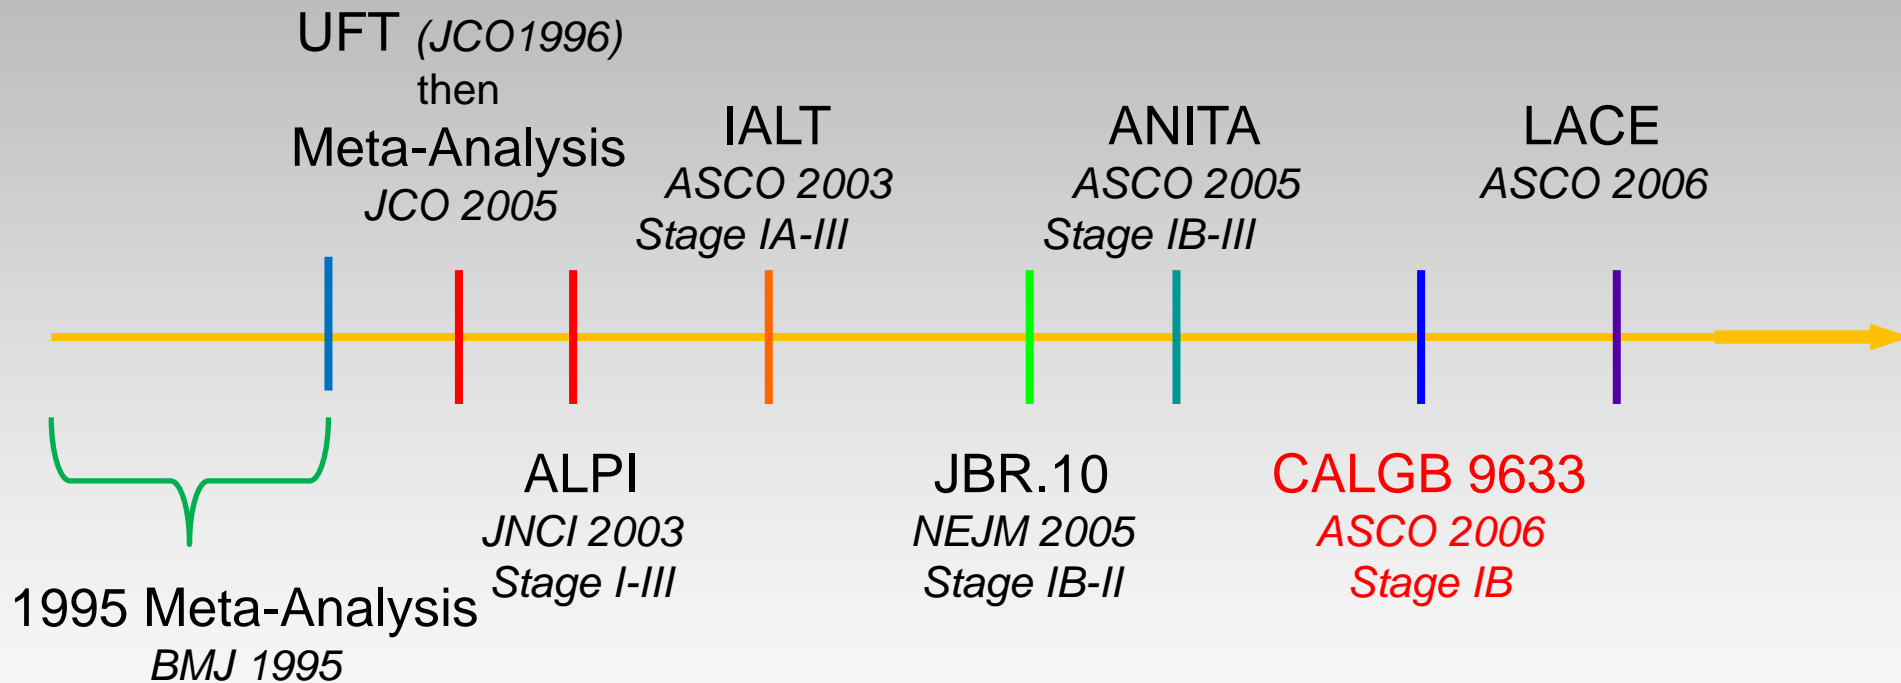 UFT (JCO1996)
then
Meta-Analysis
JCO 2005
IALT
ASCO 2003
Stage IA-III
ANITA
ASCO 2005
Stage IB-III
LACE
ASCO 2006
1995 Meta-Analysis
BMJ 1995
ALPI
JNCI 2003
Stage I-III
JBR.10
NEJM 2005
Stage IB-II
CALGB 9633
ASCO 2006
Stage IB